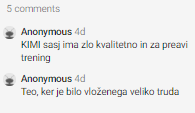 5 comments
Anonymous 4d
KIMI sasj ima zlo kvalitetno in za preavi
trening
Anonymous 4d
Teo, ker je bilo vloženega veliko truda